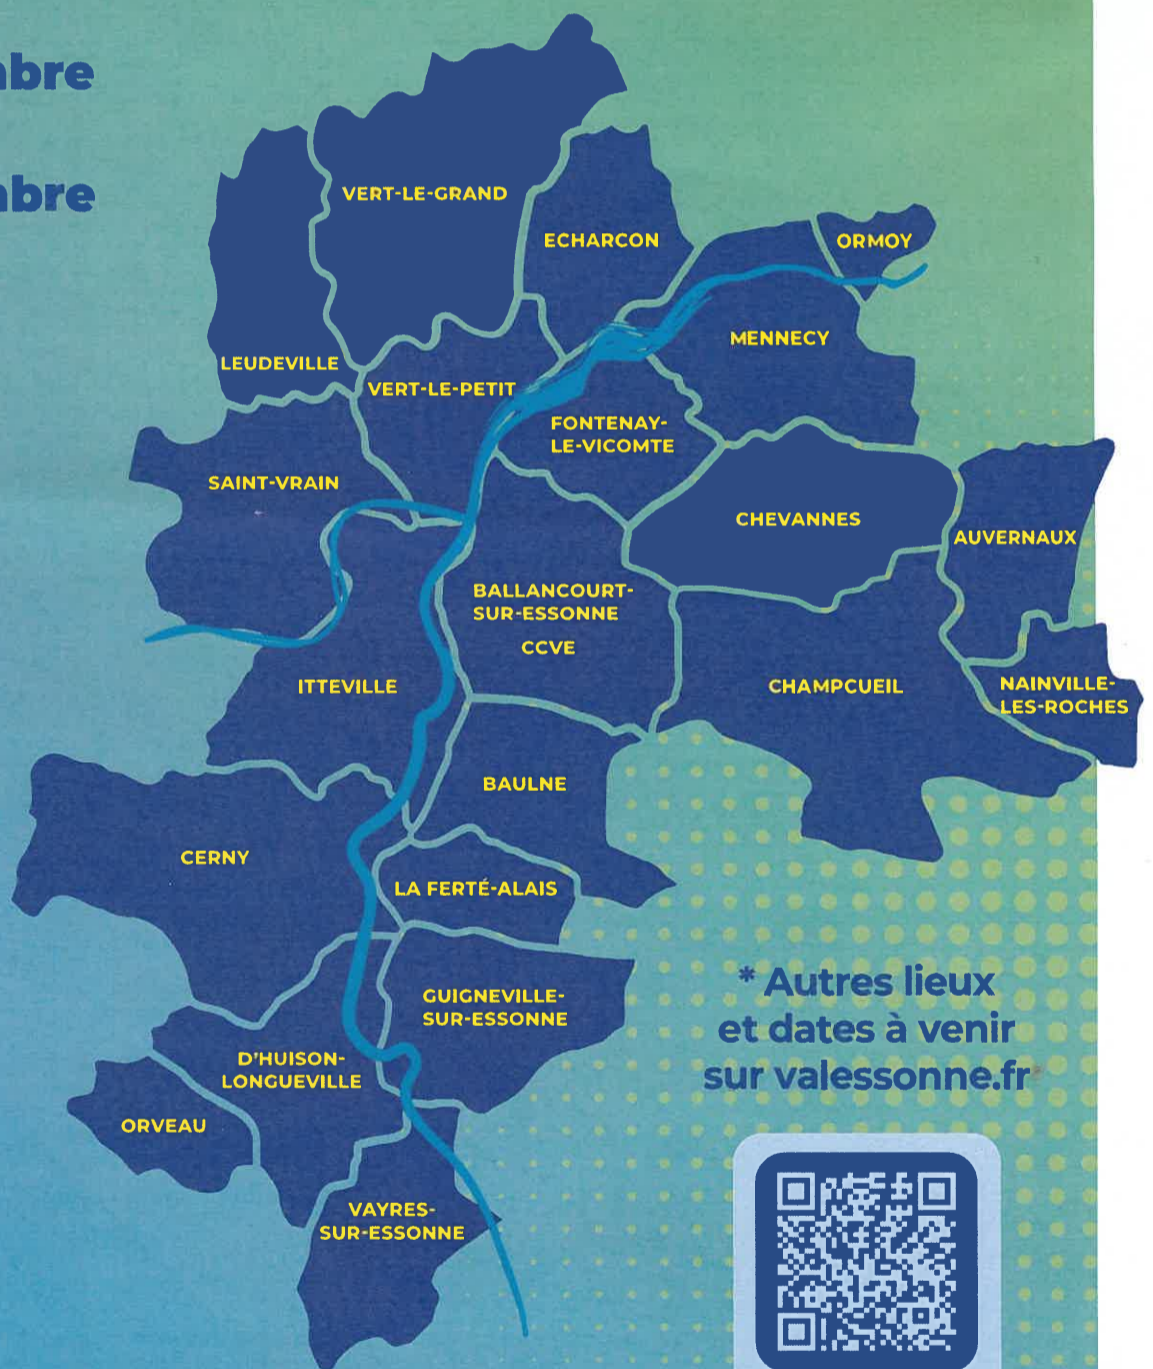 mbre
mbre
VERT-LE-GRAND
ECHARCON
ORMOY
MENNECY
LEUDEVILLE
VERT-LE-PETIT
FONTENAY-
LE-VICOMTE
SAINT-VRAIN
CHEVANNES
AUVERNAUX
BALLANCOURT-
SUR-ESSONNE
CCVE
ITTEVILLE
CHAMPCUEIL
NAINVILLE-
LES-ROCHES
BAULNE
CERNY
LA FERTÉ-ALAIS
GUIGNEVILLE-
SUR-ESSONNE
D'HUISON-
LONGUEVILLE
ORVEAU
VAYRES-
SUR-ESSONNE
* Autres lieux
et dates à venir
sur valessonne.fr